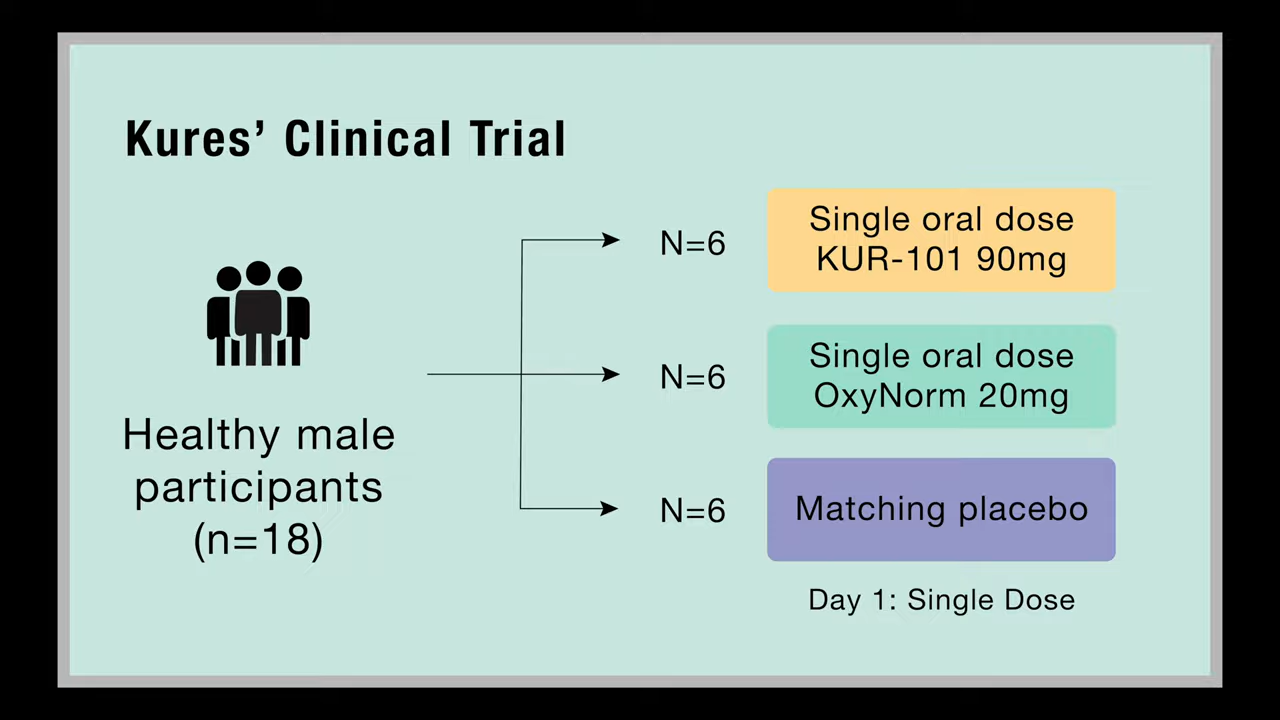 Kures’ Clinical Trial
Healthy male
participants
(n=18)
N=6
Single oral dose
KUR-101 90mg
N=6
Single oral dose
OxyNorm 20mg
N=6
Matching placebo
Day 1: Single Dose